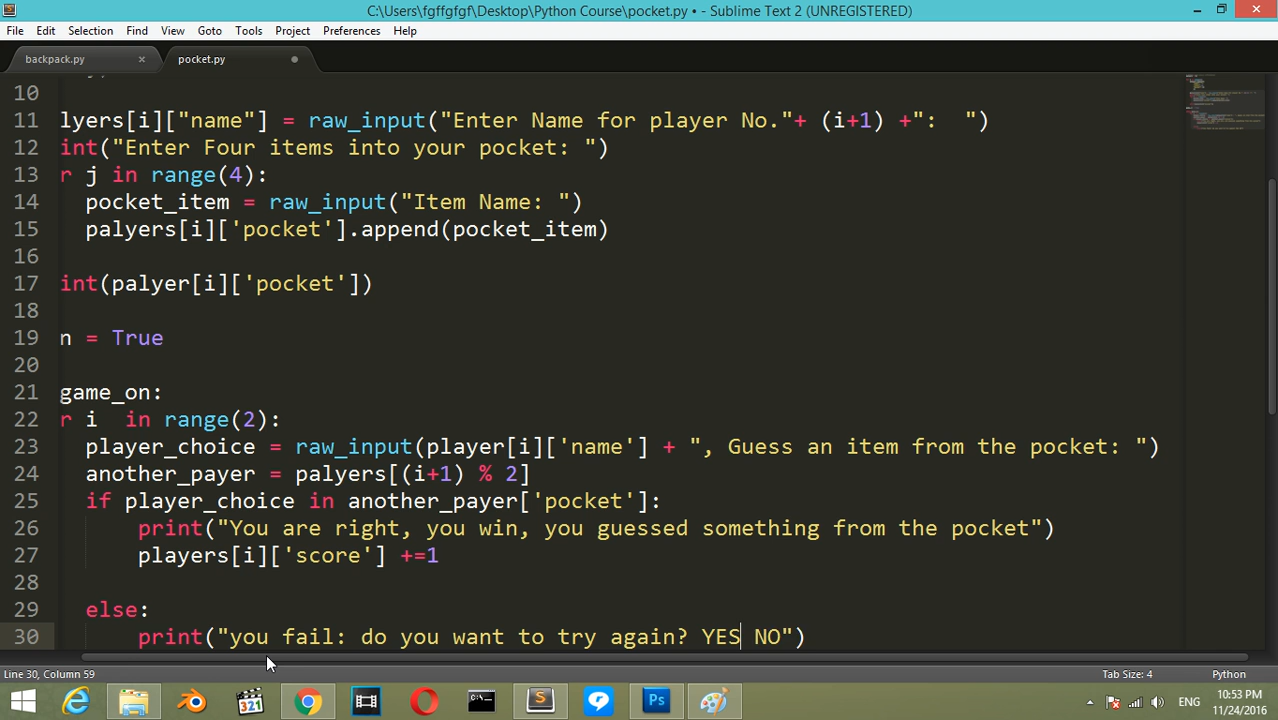 C:\Users\fgffgfgf\Desktop\Python Course\pocket.py • - Sublime Text 2 (UNREGISTERED)
File Edit Selection Find View Goto Tools Project Preferences Help
backpack.py pocket.py
10
11 lyers[i]["name"] = raw_input("Enter Name for player No."+ (i+1) +":  ")
12 int("Enter Four items into your pocket: ")
13 r j in range(4):
14 pocket_item = raw_input("Item Name: ")
15 palyers[i]['pocket'].append(pocket_item)
16
17 int(palyer[i]['pocket'])
18
19 n = True
20
21 game_on:
22 r i  in range(2):
23 player_choice = raw_input(player[i]['name'] + ", Guess an item from the pocket: ")
24 another_payer = palyers[(i+1) % 2]
25 if player_choice in another_payer['pocket']:
26 print("You are right, you win, you guessed something from the pocket")
27 players[i]['score'] +=1
28
29 else:
30 print("you fail: do you want to try again? YES NO")
Line 30, Column 59 Tab Size: 4 Python
321 ENG 10:53 PM
11/24/2016